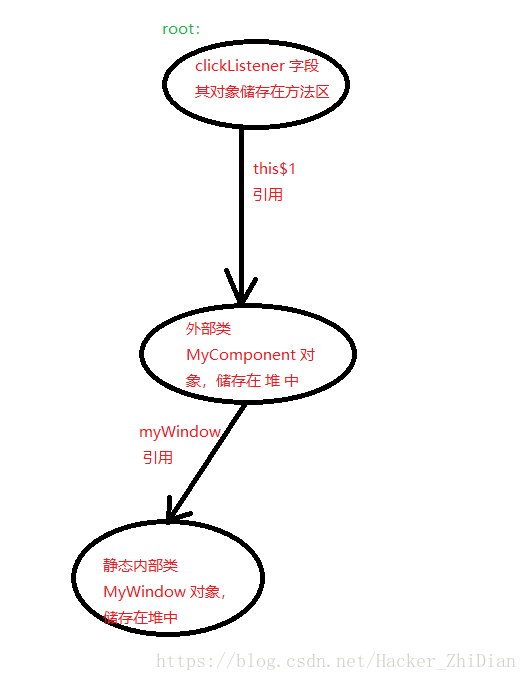 root：
clickListener 字段
其对象储存在方法区
this$1
引用
外部类
MyComponent 对
象，储存在 堆 中
myWindow
引用
静态内部类
MyWindow 对象，
储存在堆中
https://blog.csdn.net/Hacker_ZhiDian